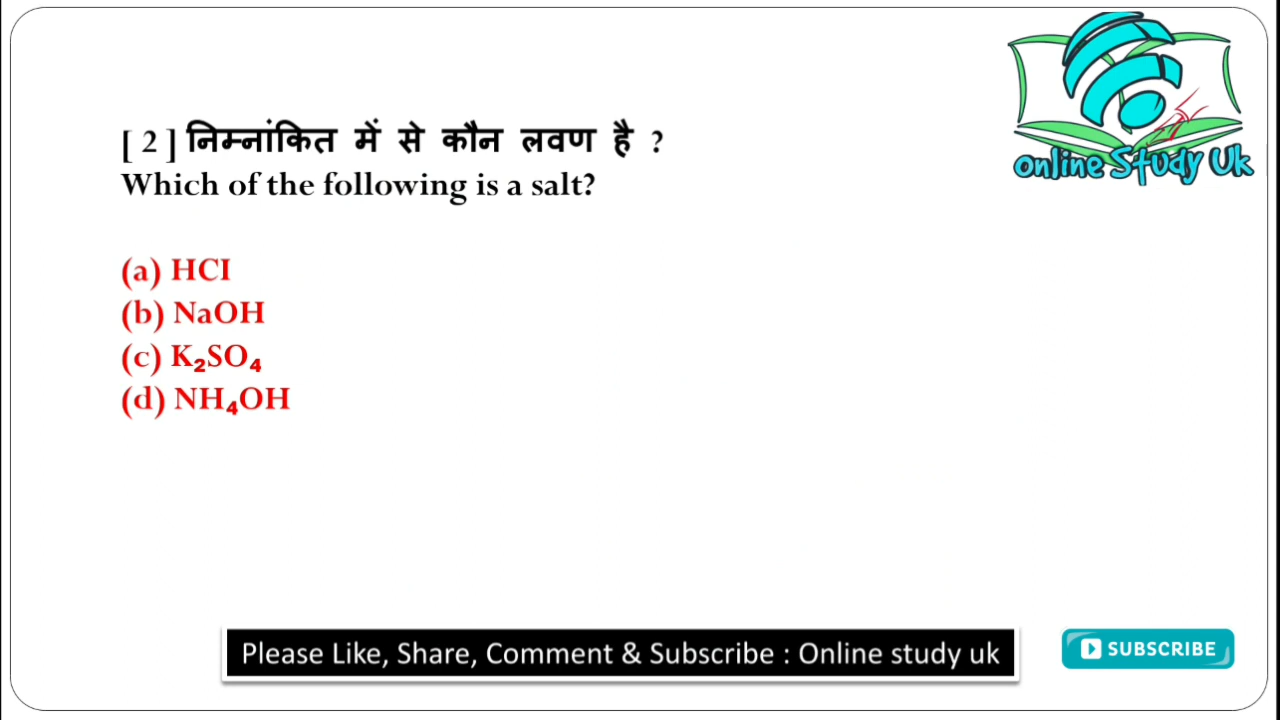 [ 2 ] निम्नांकित में से कौन लवण है ?
Which of the following is a salt?
(a) HCI
(b) NaOH
(c) K₂SO₄
(d) NH₄OH
Online Study Uk
Please Like, Share, Comment & Subscribe : Online study uk
SUBSCRIBE